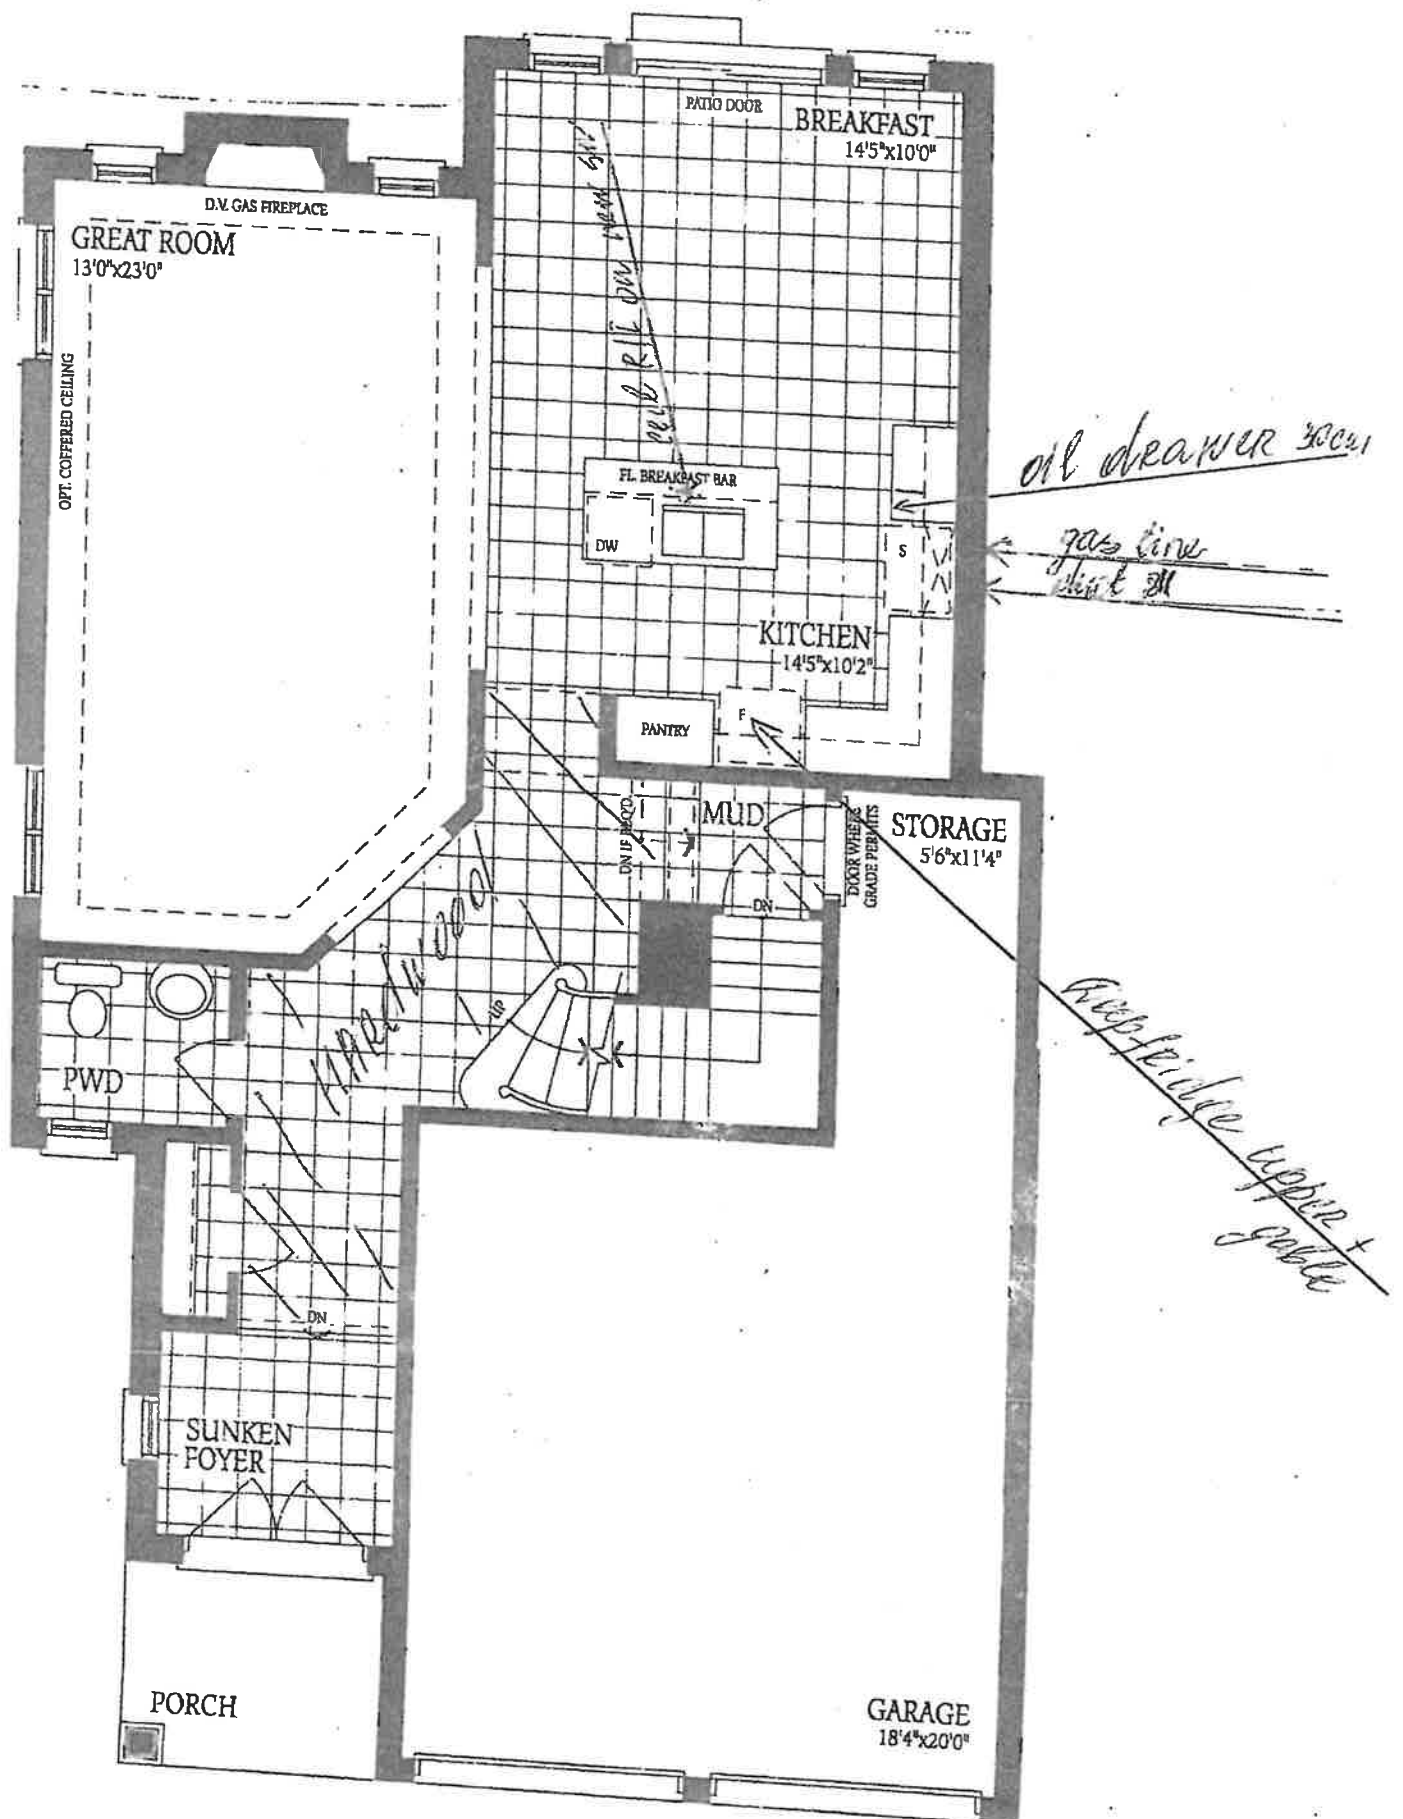 PATIO DOOR
BREAKFAST
14'5"x10'0"
D.V. GAS FIREPLACE
GREAT ROOM
13'0"x23'0"
OPT. COFFERED CEILING
FL. BREAKFAST BAR
DW
S
oil drawer 30cm
gas line
KITCHEN
14'5"x10'2"
PANTRY
F
DN IF REQ'D.
MUD
DOOR WHERE
GRADE PERMITS
STORAGE
5'6"x11'4"
DN
Hardwood
UP
PWD
deep fridge upper +
gable
DN
SUNKEN
FOYER
PORCH
GARAGE
18'4"x20'0"